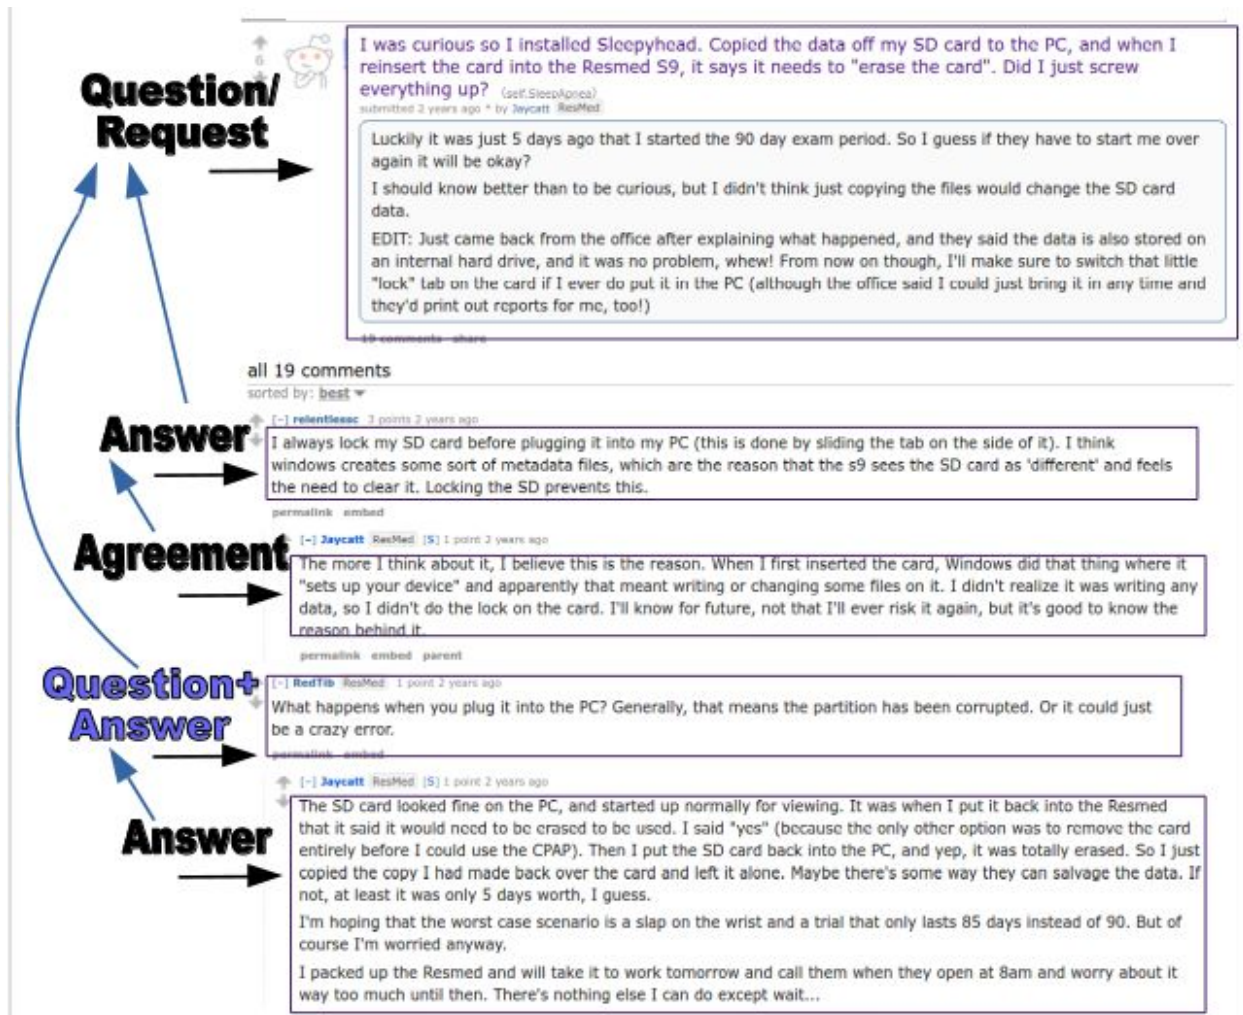 6
Question/
Request
I was curious so I installed Sleepyhead. Copied the data off my SD card to the PC, and when I
reinsert the card into the Resmed S9, it says it needs to "erase the card". Did I just screw
everything up? (self.SleepApnea)
submitted 2 years ago * by Jaycatt ResMed
Luckily it was just 5 days ago that I started the 90 day exam period. So I guess if they have to start me over
again it will be okay?
I should know better than to be curious, but I didn't think just copying the files would change the SD card
data.
EDIT: Just came back from the office after explaining what happened, and they said the data is also stored on
an internal hard drive, and it was no problem, whew! From now on though, I'll make sure to switch that little
"lock" tab on the card if I ever do put it in the PC (although the office said I could just bring it in any time and
they'd print out reports for me, too!)
19 comments share
all 19 comments
sorted by: best
Answer
[-] relentlessc 3 points 2 years ago
I always lock my SD card before plugging it into my PC (this is done by sliding the tab on the side of it). I think
windows creates some sort of metadata files, which are the reason that the s9 sees the SD card as 'different' and feels
the need to clear it. Locking the SD prevents this.
permalink embed
Agreement
[-] Jaycatt ResMed [S] 1 point 2 years ago
The more I think about it, I believe this is the reason. When I first inserted the card, Windows did that thing where it
"sets up your device" and apparently that meant writing or changing some files on it. I didn't realize it was writing any
data, so I didn't do the lock on the card. I'll know for future, not that I'll ever risk it again, but it's good to know the
reason behind it.
permalink embed parent
Question+
Answer
[-] RedTib ResMed 1 point 2 years ago
What happens when you plug it into the PC? Generally, that means the partition has been corrupted. Or it could just
be a crazy error.
permalink embed
Answer
[-] Jaycatt ResMed [S] 1 point 2 years ago
The SD card looked fine on the PC, and started up normally for viewing. It was when I put it back into the Resmed
that it said it would need to be erased to be used. I said "yes" (because the only other option was to remove the card
entirely before I could use the CPAP). Then I put the SD card back into the PC, and yep, it was totally erased. So I just
copied the copy I had made back over the card and left it alone. Maybe there's some way they can salvage the data. If
not, at least it was only 5 days worth, I guess.
I'm hoping that the worst case scenario is a slap on the wrist and a trial that only lasts 85 days instead of 90. But of
course I'm worried anyway.
I packed up the Resmed and will take it to work tomorrow and call them when they open at 8am and worry about it
way too much until then. There's nothing else I can do except wait...